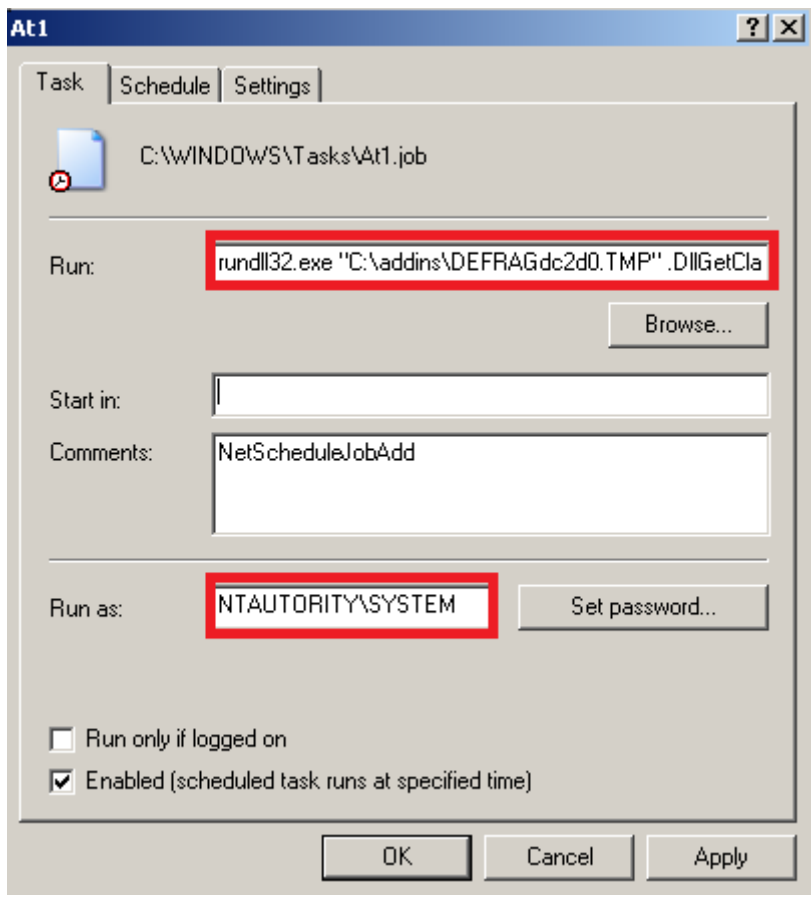 At1
Task Schedule Settings
C:\WINDOWS\Tasks\At1.job
Run: rundll32.exe "C:\addins\DEFRAGdc2d0.TMP" .DllGetCla
Browse...
Start in:
Comments: NetScheduleJobAdd
Run as: NTAUTORITY\SYSTEM Set password...
Run only if logged on
Enabled (scheduled task runs at specified time)
OK Cancel Apply